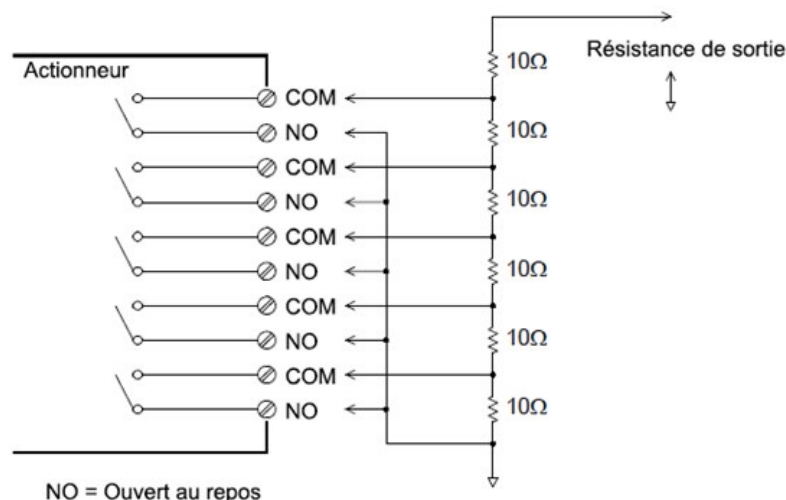 10Ω
Résistance de sortie
Actionneur
COM
10Ω
NO
COM
10Ω
NO
COM
10Ω
NO
COM
10Ω
NO
COM
10Ω
NO
NO = Ouvert au repos